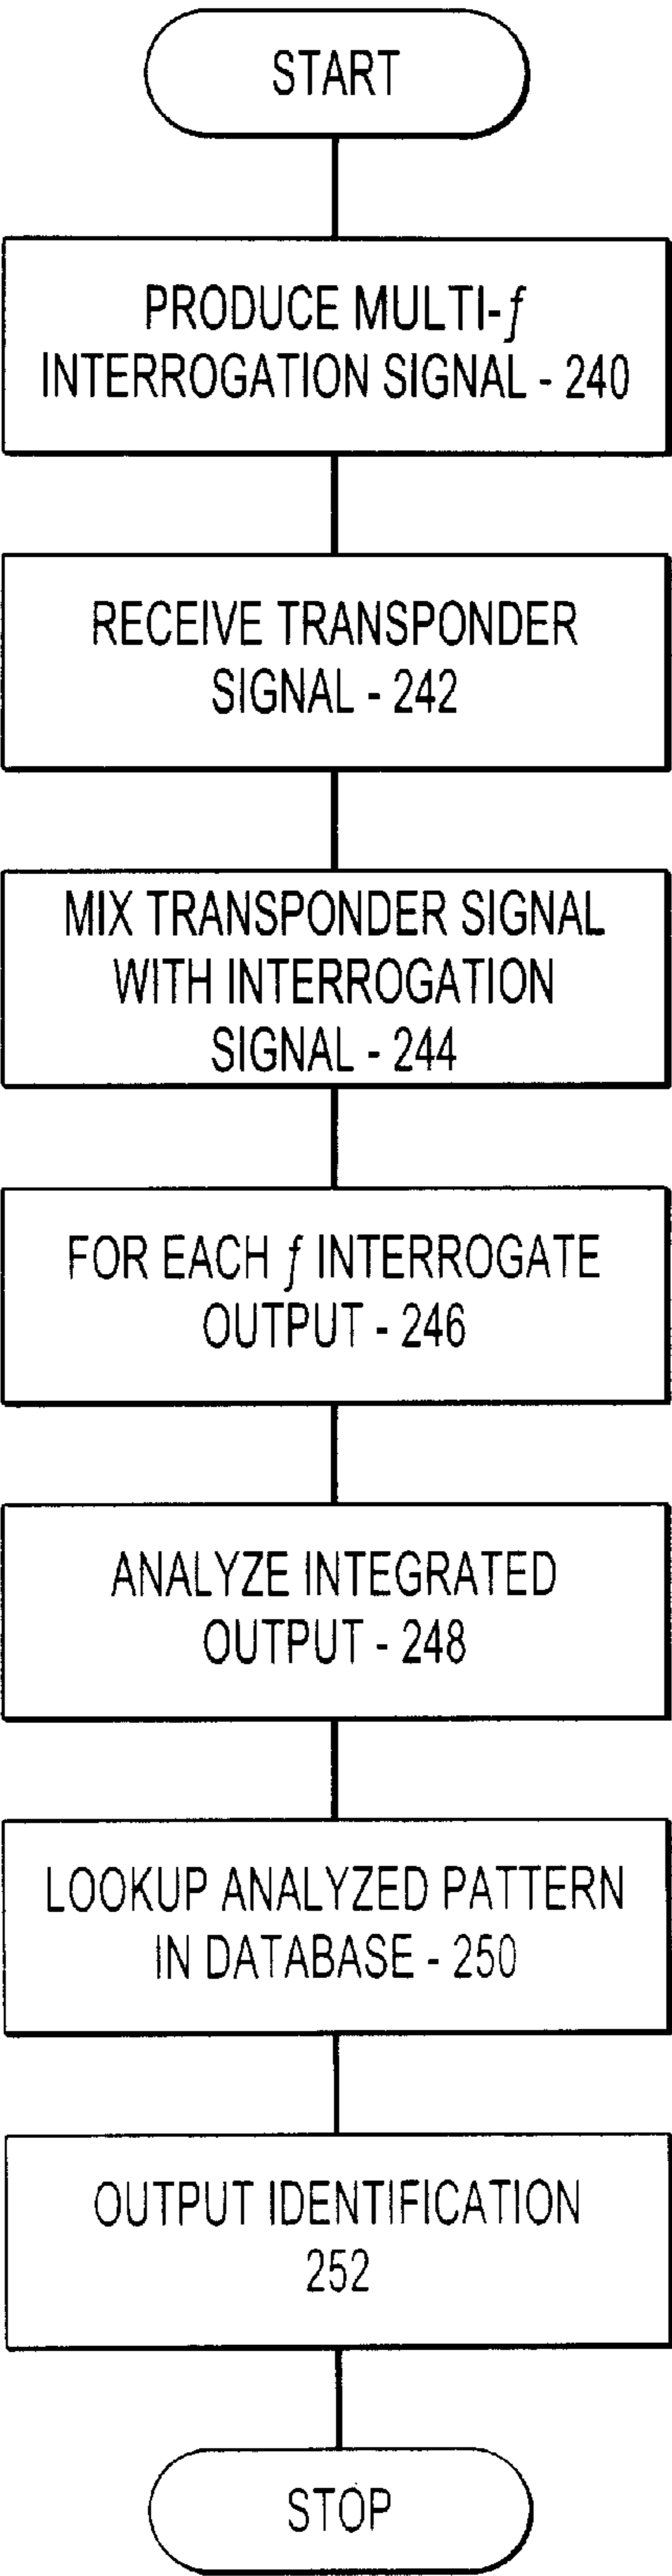 START
PRODUCE MULTI-ƒ
INTERROGATION SIGNAL - 240
RECEIVE TRANSPONDER
SIGNAL - 242
MIX TRANSPONDER SIGNAL
WITH INTERROGATION
SIGNAL - 244
FOR EACH ƒ INTERROGATE
OUTPUT - 246
ANALYZE INTEGRATED
OUTPUT - 248
LOOKUP ANALYZED PATTERN
IN DATABASE - 250
OUTPUT IDENTIFICATION
252
STOP